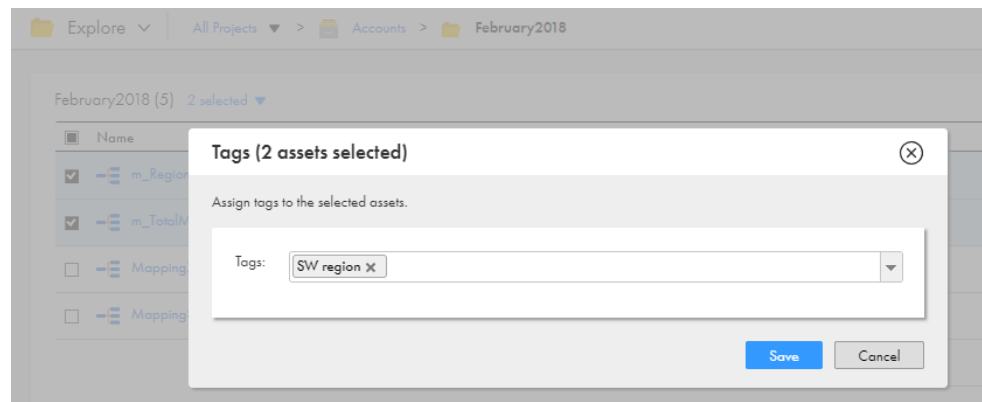 Explore All Projects > Accounts > February2018
February2018 (5) 2 selected
Name
Tags (2 assets selected)
m_Region
Assign tags to the selected assets.
m_TotalM
Tags: SW region
Mapping
Mapping
Save Cancel